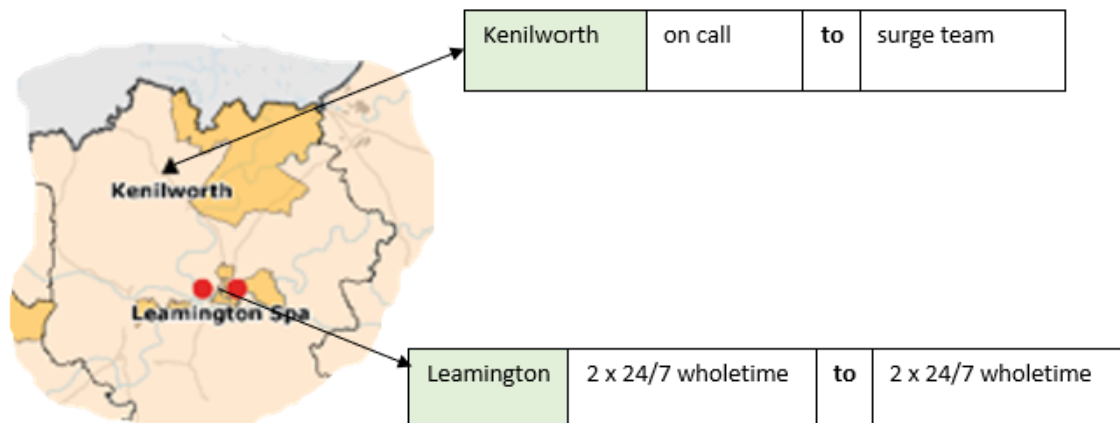 Kenilworth on call to surge team
Kenilworth
Leamington Spa
Leamington 2 x 24/7 wholetime to 2 x 24/7 wholetime